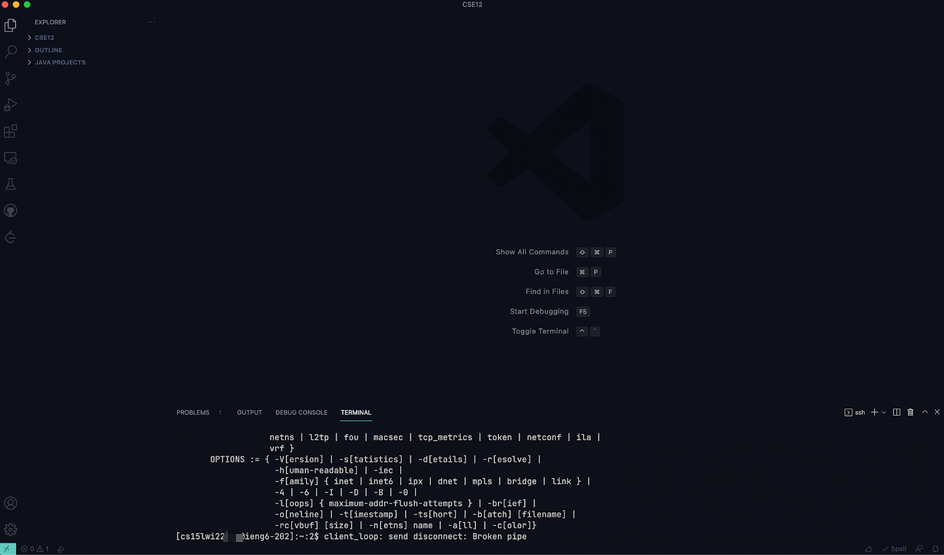 CSE12
EXPLORER
CSE12
OUTLINE
JAVA PROJECTS
Show All Commands ⇧ ⌘ P
Go to File ⌘ P
Find in Files ⇧ ⌘ F
Start Debugging F5
Toggle Terminal ^ `
PROBLEMS 1 OUTPUT DEBUG CONSOLE TERMINAL ssh
netns | l2tp | fou | macsec | tcp_metrics | token | netconf | ila |
vrf }
OPTIONS := { -V[ersion] | -s[tatistics] | -d[etails] | -r[esolve] |
-h[uman-readable] | -iec |
-f[amily] { inet | inet6 | ipx | dnet | mpls | bridge | link } |
-4 | -6 | -I | -D | -B | -0 |
-l[oops] { maximum-addr-flush-attempts } | -br[ief] |
-o[neline] | -t[imestamp] | -ts[hort] | -b[atch] [filename] |
-rc[vbuf] [size] | -n[etns] name | -a[ll] | -c[olor]}
[cs15lwi22 @ieng6-202]:~:2$ client_loop: send disconnect: Broken pipe
0 1 Spell